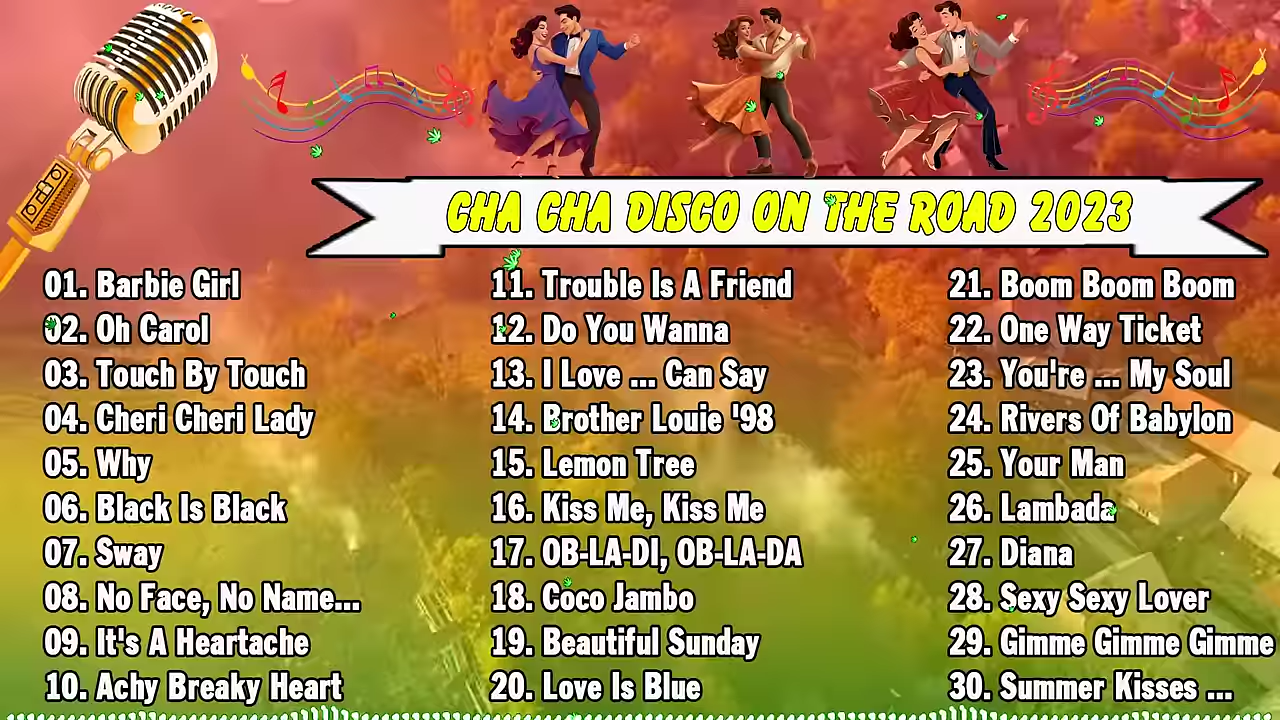 CHA CHA DISCO ON THE ROAD 2023
01. Barbie Girl
02. Oh Carol
03. Touch By Touch
04. Cheri Cheri Lady
05. Why
06. Black Is Black
07. Sway
08. No Face, No Name...
09. It's A Heartache
10. Achy Breaky Heart
11. Trouble Is A Friend
12. Do You Wanna
13. I Love ... Can Say
14. Brother Louie '98
15. Lemon Tree
16. Kiss Me, Kiss Me
17. OB-LA-DI, OB-LA-DA
18. Coco Jambo
19. Beautiful Sunday
20. Love Is Blue
21. Boom Boom Boom
22. One Way Ticket
23. You're ... My Soul
24. Rivers Of Babylon
25. Your Man
26. Lambada
27. Diana
28. Sexy Sexy Lover
29. Gimme Gimme Gimme
30. Summer Kisses ...